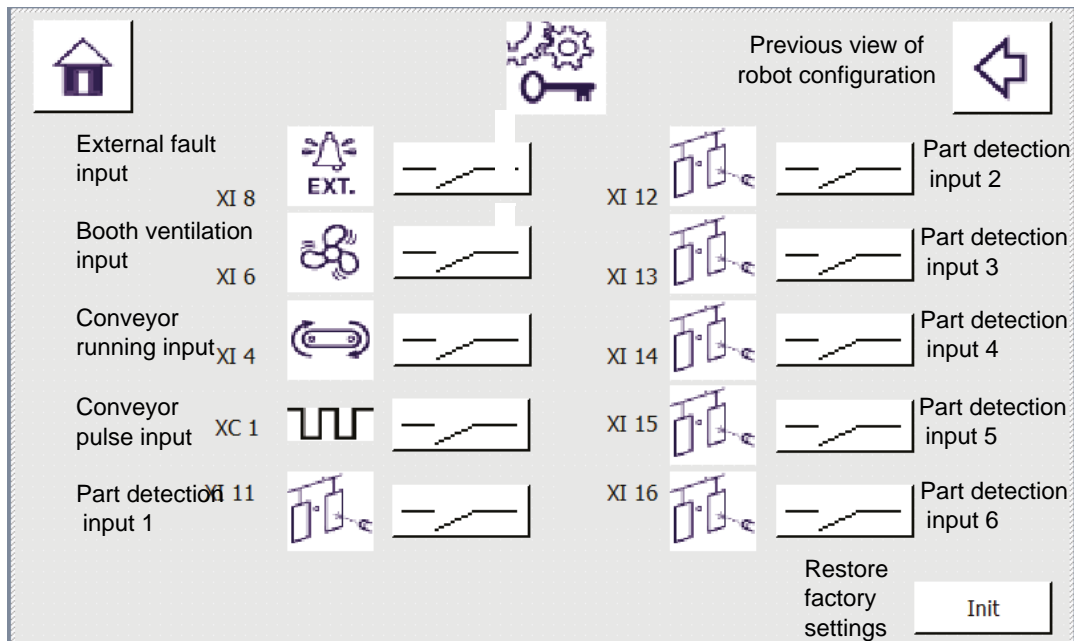 Previous view of
robot configuration
External fault
input
XI 8
EXT.
XI 12
Part detection
input 2
Booth ventilation
input
XI 6
XI 13
Part detection
input 3
Conveyor
running input
XI 4
XI 14
Part detection
input 4
Conveyor
pulse input
XC 1
XI 15
Part detection
input 5
Part detection
input 1
XI 11
XI 16
Part detection
input 6
Restore
factory
settings
Init